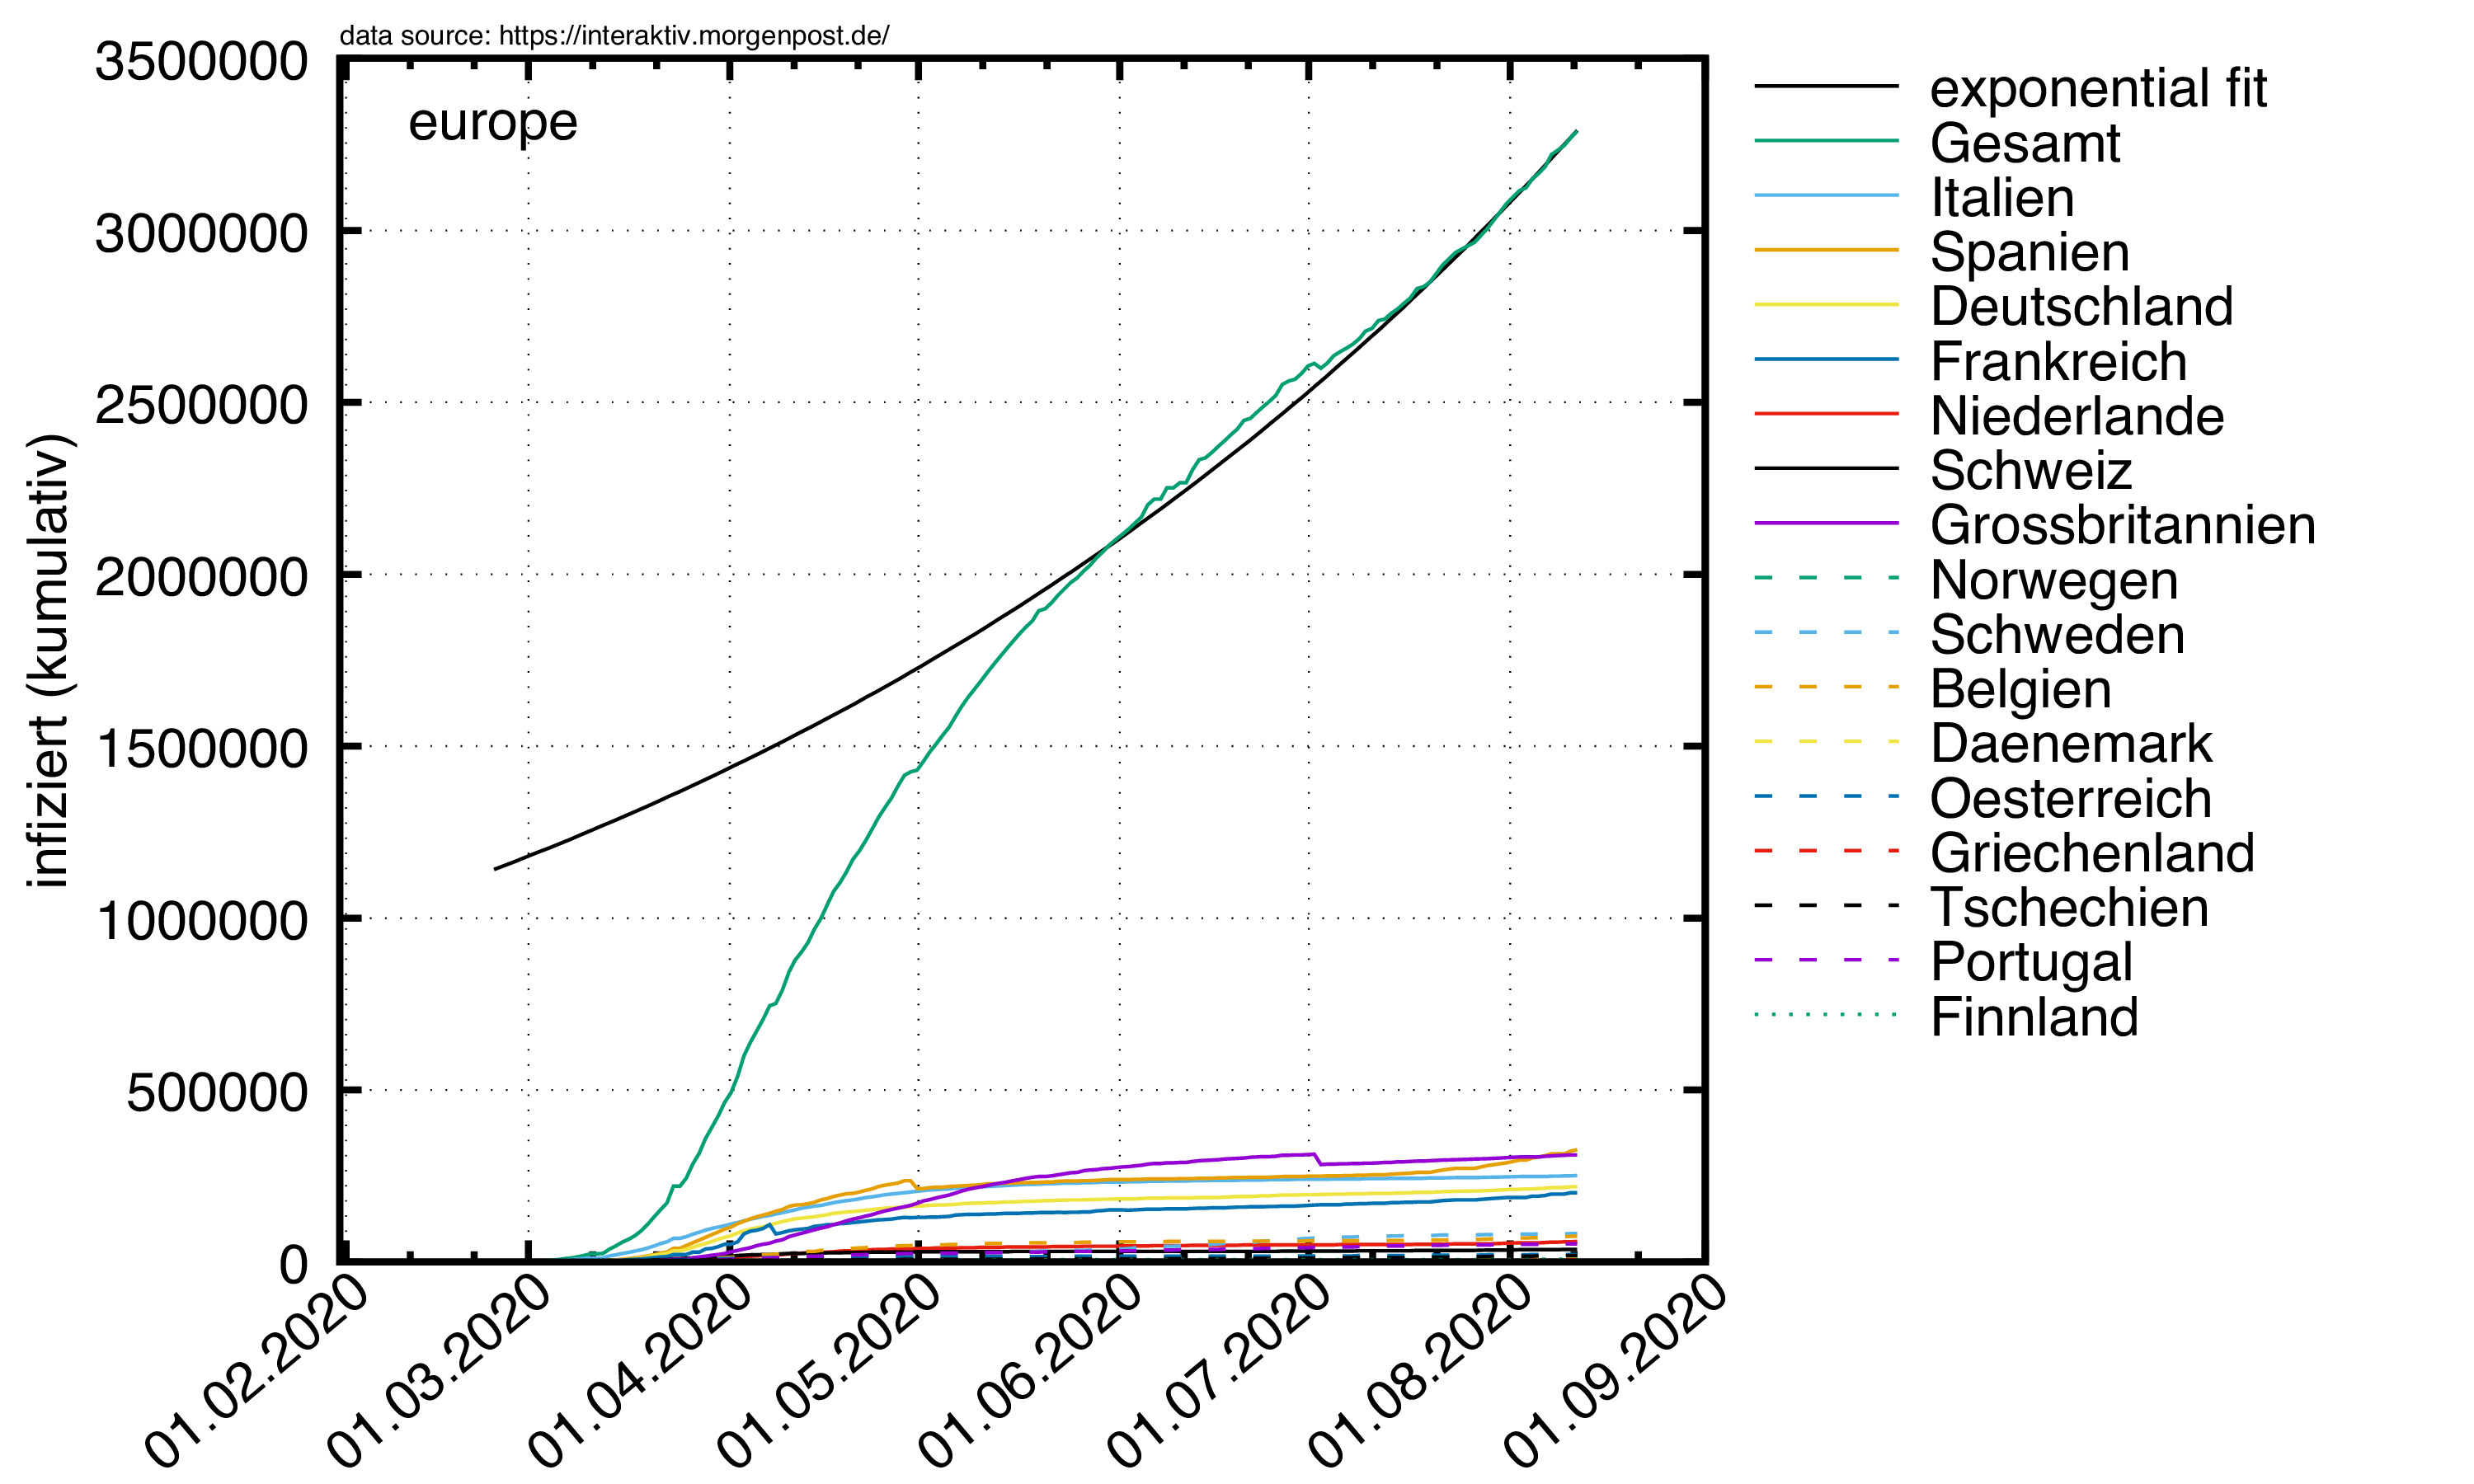 data source: https://interaktiv.morgenpost.de/
europe
infiziert (kumulativ)
3500000
3000000
2500000
2000000
1500000
1000000
500000
0
01.02.2020
01.03.2020
01.04.2020
01.05.2020
01.06.2020
01.07.2020
01.08.2020
01.09.2020
exponential fit
Gesamt
Italien
Spanien
Deutschland
Frankreich
Niederlande
Schweiz
Grossbritannien
Norwegen
Schweden
Belgien
Daenemark
Oesterreich
Griechenland
Tschechien
Portugal
Finnland